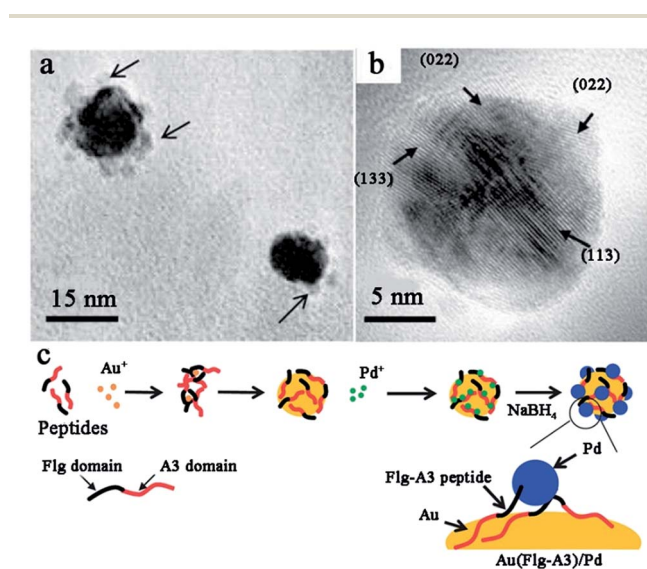 a
b
(022)
(022)
(133)
(113)
15 nm
5 nm
c
Au⁺
Pd⁺
NaBH₄
Peptides
Flg domain
A3 domain
Pd
Flg-A3 peptide
Au
Au(Flg-A3)/Pd